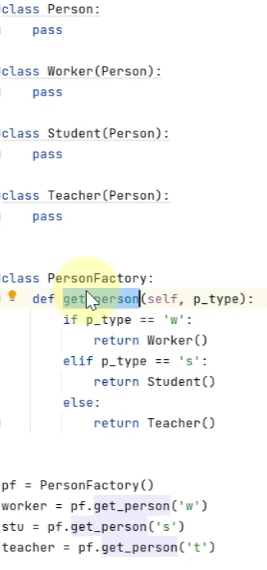 class Person:
    pass
class Worker(Person):
    pass
class Student(Person):
    pass
class Teacher(Person):
    pass
class PersonFactory:
    def get_person(self, p_type):
        if p_type == 'w':
            return Worker()
        elif p_type == 's':
            return Student()
        else:
            return Teacher()
pf = PersonFactory()
worker = pf.get_person('w')
stu = pf.get_person('s')
teacher = pf.get_person('t')